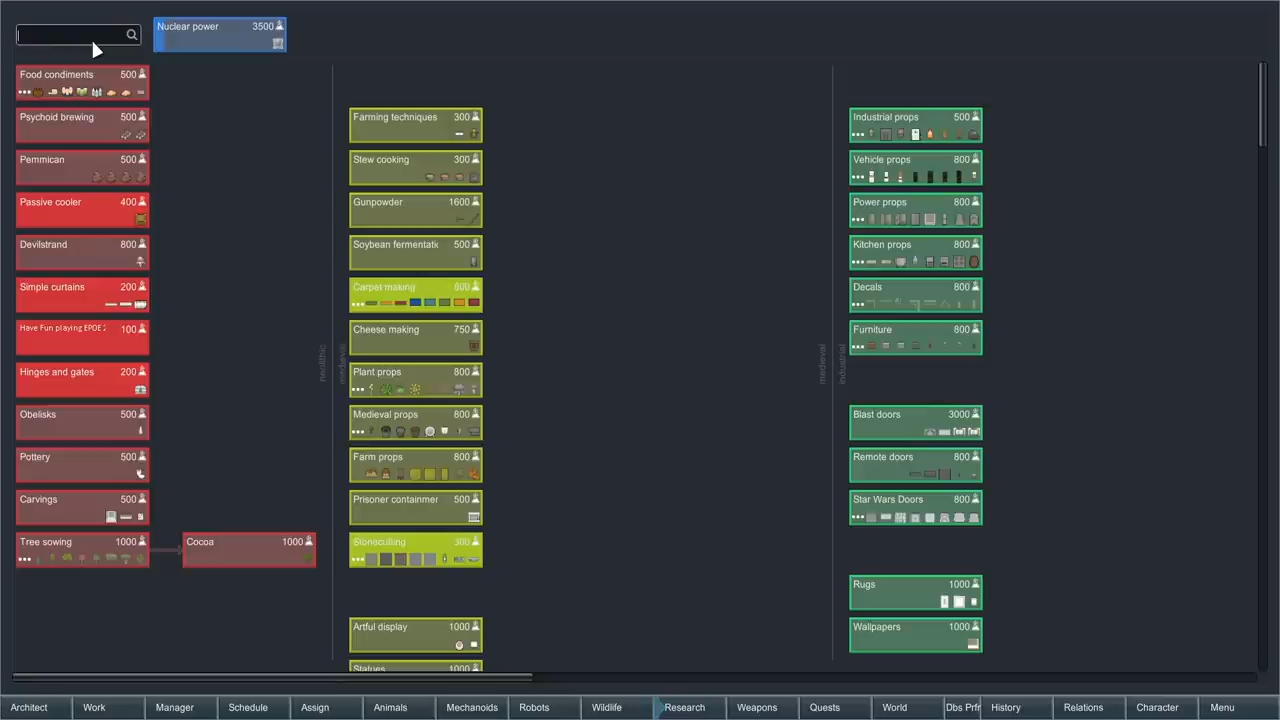 Nuclear power 3500
Food condiments 500
Psychoid brewing 500
Pemmican 500
Passive cooler 400
Devilstrand 800
Simple curtains 200
Have Fun playing EPOE 2 100
Hinges and gates 200
Obelisks 500
Pottery 500
Carvings 500
Tree sowing 1000
Cocoa 1000
neolithic
medieval
Farming techniques 300
Stew cooking 300
Gunpowder 1600
Soybean fermentatic 500
Carpet making 600
Cheese making 750
Plant props 800
Medieval props 800
Farm props 800
Prisoner containmer 500
Stonecutting 300
Artful display 1000
Statues 1000
medieval
industrial
Industrial props 500
Vehicle props 800
Power props 800
Kitchen props 800
Decals 800
Furniture 800
Blast doors 3000
Remote doors 800
Star Wars Doors 800
Rugs 1000
Wallpapers 1000
Architect Work Manager Schedule Assign Animals Mechanoids Robots Wildlife Research Weapons Quests World Dbs Prfr History Relations Character Menu